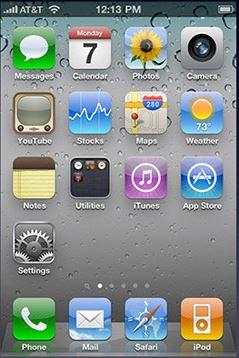 AT&T 12:13 PM
Monday
7
Messages Calendar Photos Camera
280
73°
YouTube Stocks Maps Weather
Notes Utilities iTunes App Store
Settings
Phone Mail Safari iPod